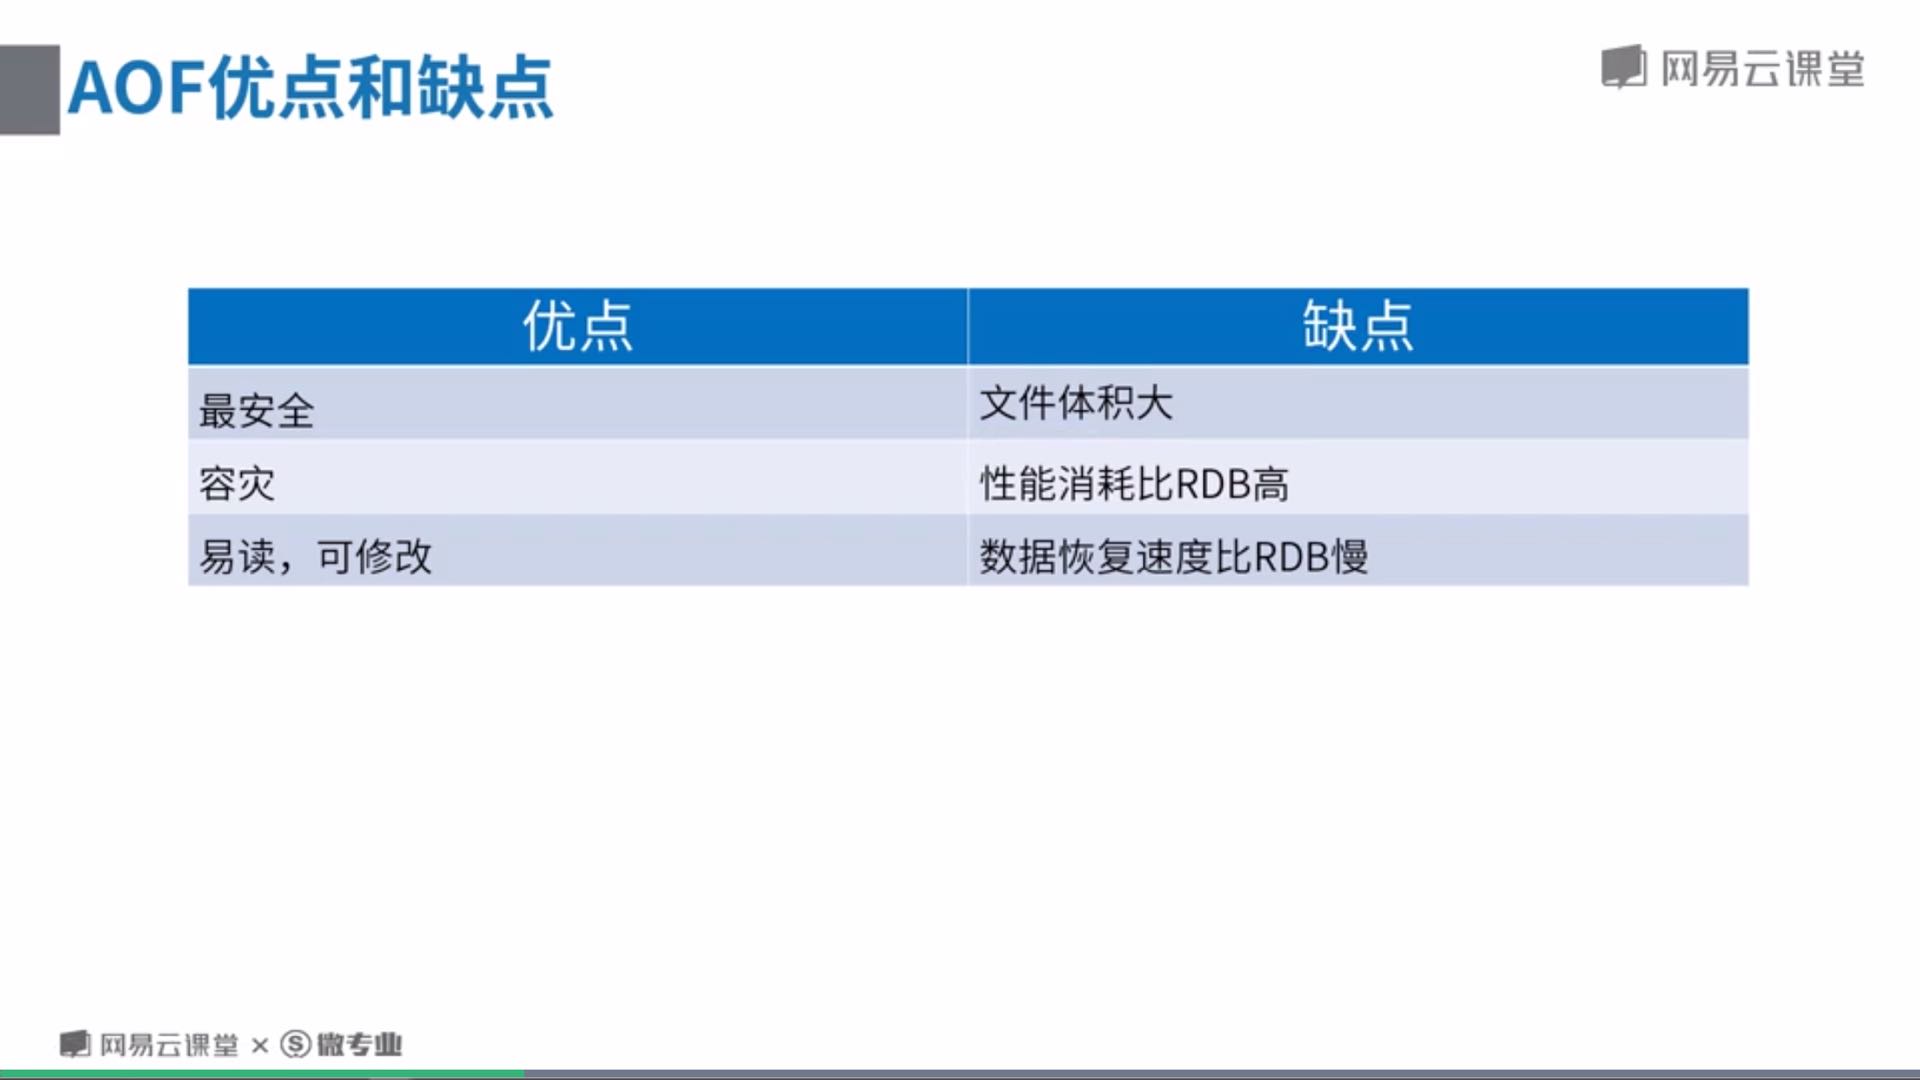 AOF优点和缺点
网易云课堂
优点 缺点
最安全 文件体积大
容灾 性能消耗比RDB高
易读，可修改 数据恢复速度比RDB慢
网易云课堂 × S 微专业